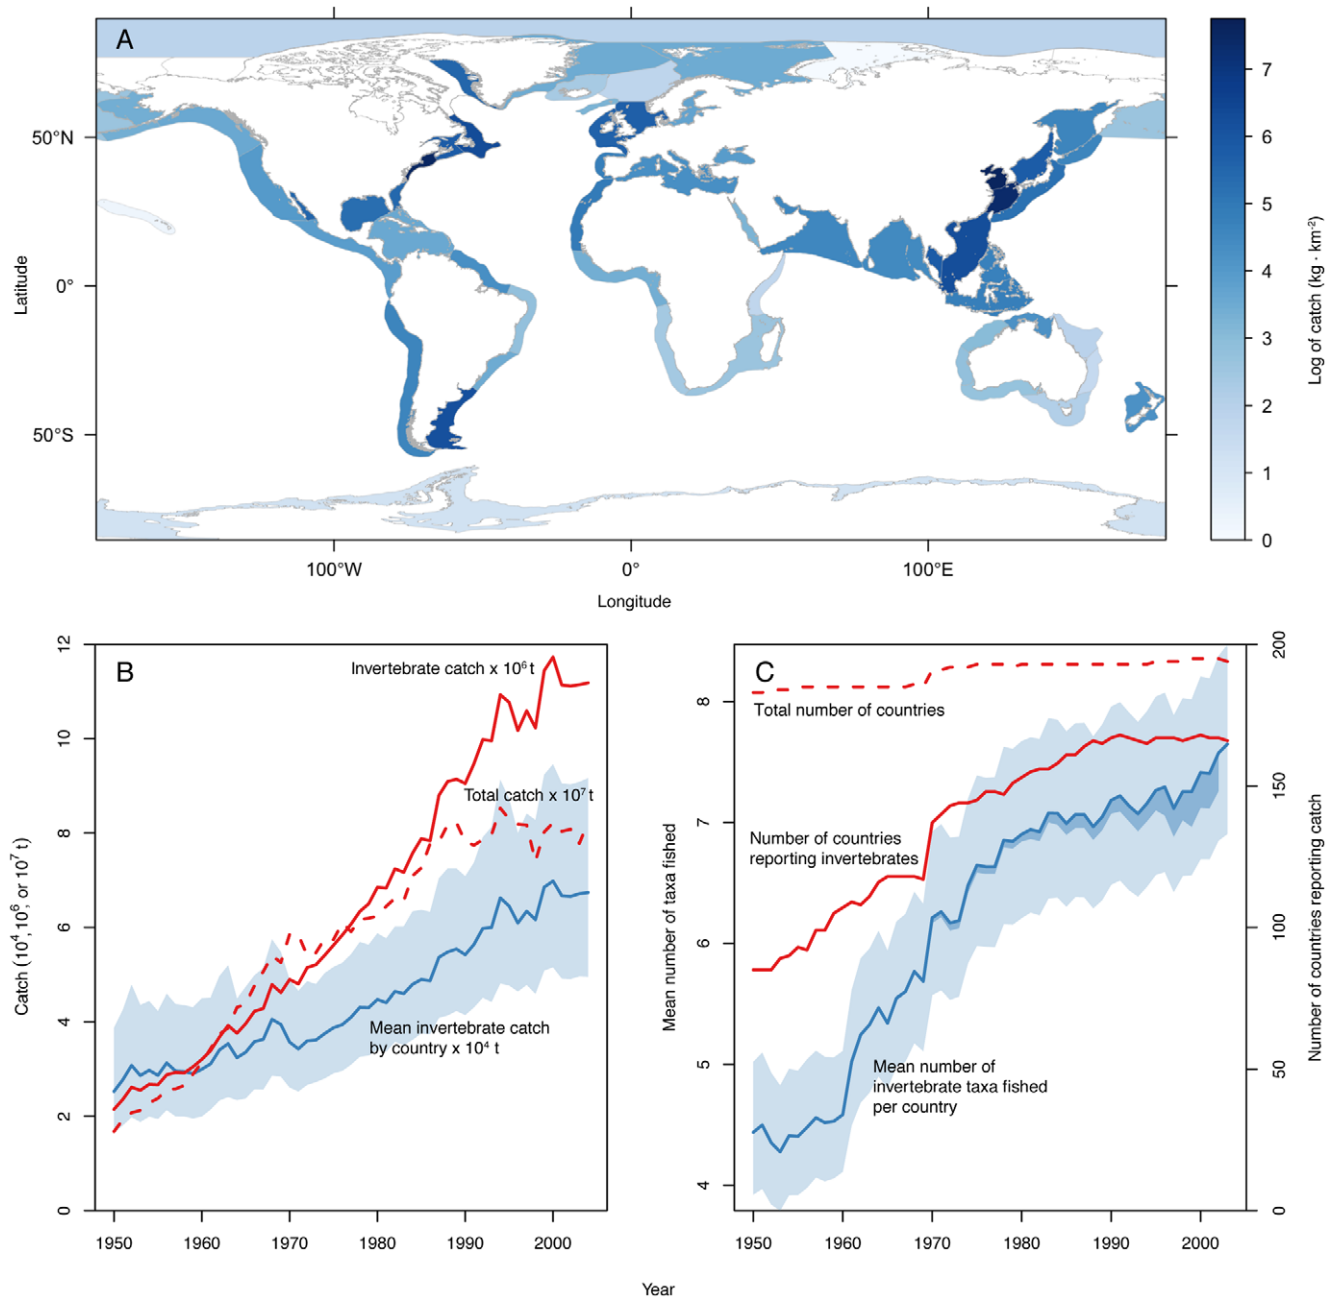 A
50°N
0°
50°S
Latitude
100°W
0°
100°E
Longitude
7
6
5
4
3
2
1
0
Log of catch (kg · km⁻²)
B
Invertebrate catch x 10⁶ t
Total catch x 10⁷ t
Mean invertebrate catch
by country x 10⁴ t
12
10
8
6
4
2
0
Catch (10⁴, 10⁶, or 10⁷ t)
1950 1960 1970 1980 1990 2000
C
Total number of countries
Number of countries
reporting invertebrates
Mean number of
invertebrate taxa fished
per country
8
7
6
5
4
Mean number of taxa fished
200
150
100
50
0
Number of countries reporting catch
1950 1960 1970 1980 1990 2000
Year